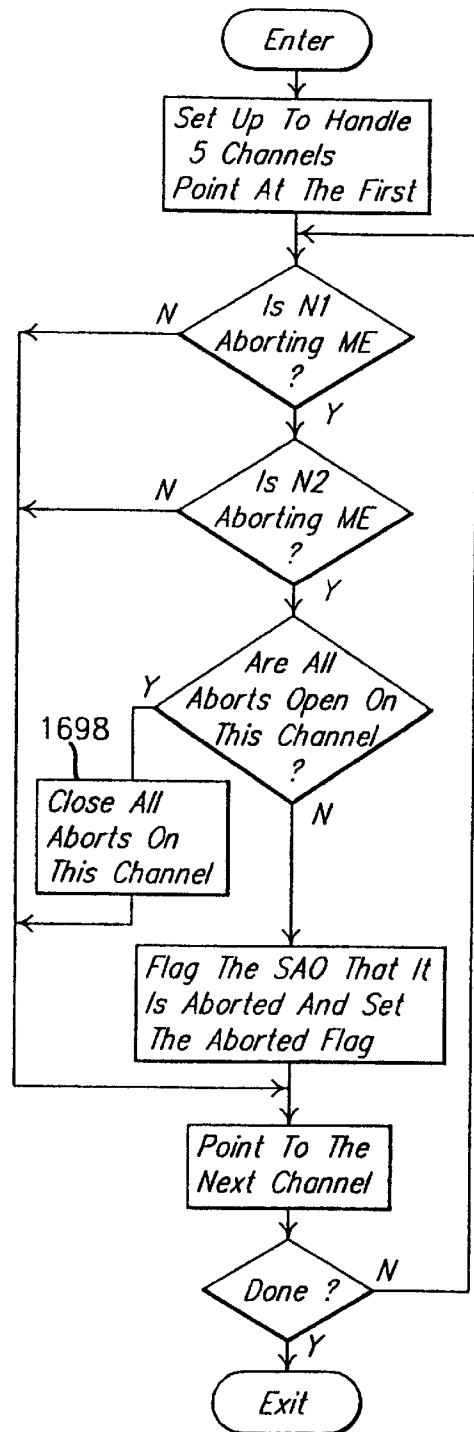 Enter
Set Up To Handle
5 Channels
Point At The First
Is N1
Aborting ME
?
N
Y
Is N2
Aborting ME
?
N
Y
Are All
Aborts Open On
This Channel
?
Y
N
1698
Close All
Aborts On
This Channel
Flag The SAO That It
Is Aborted And Set
The Aborted Flag
Point To The
Next Channel
Done ?
N
Y
Exit